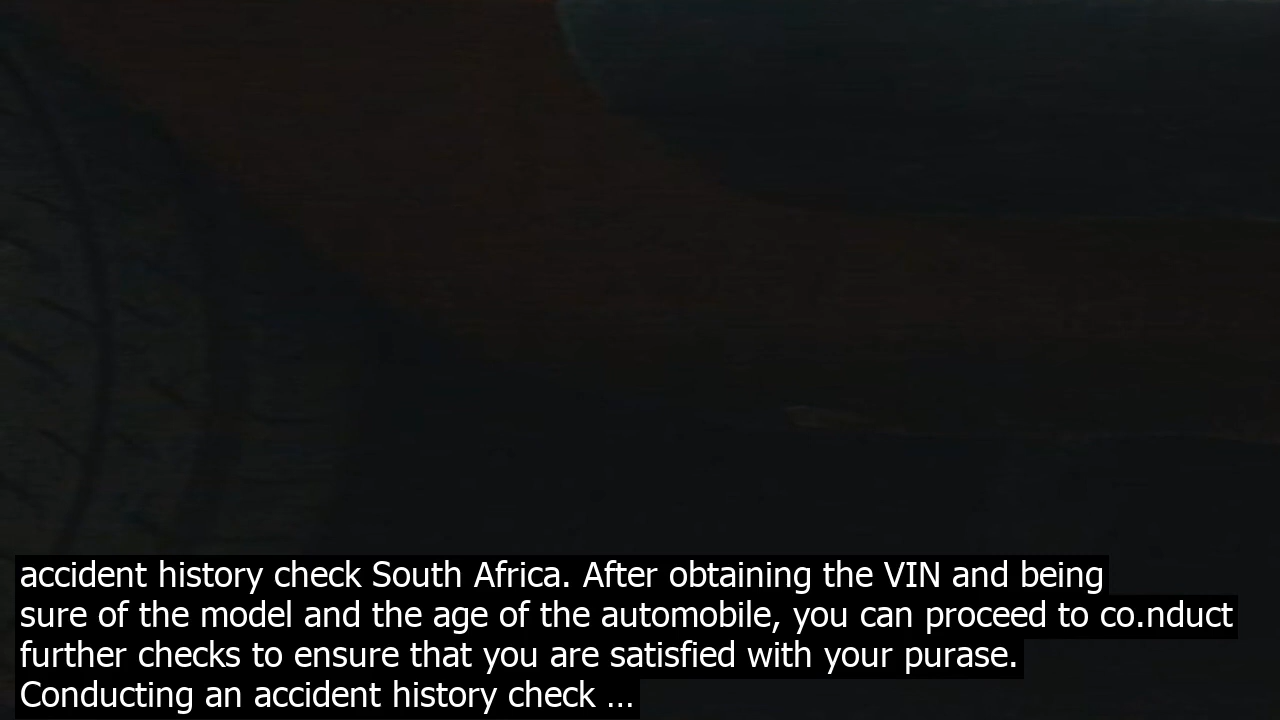 accident history check South Africa. After obtaining the VIN and being
sure of the model and the age of the automobile, you can proceed to co.nduct
further checks to ensure that you are satisfied with your purase.
Conducting an accident history check ...